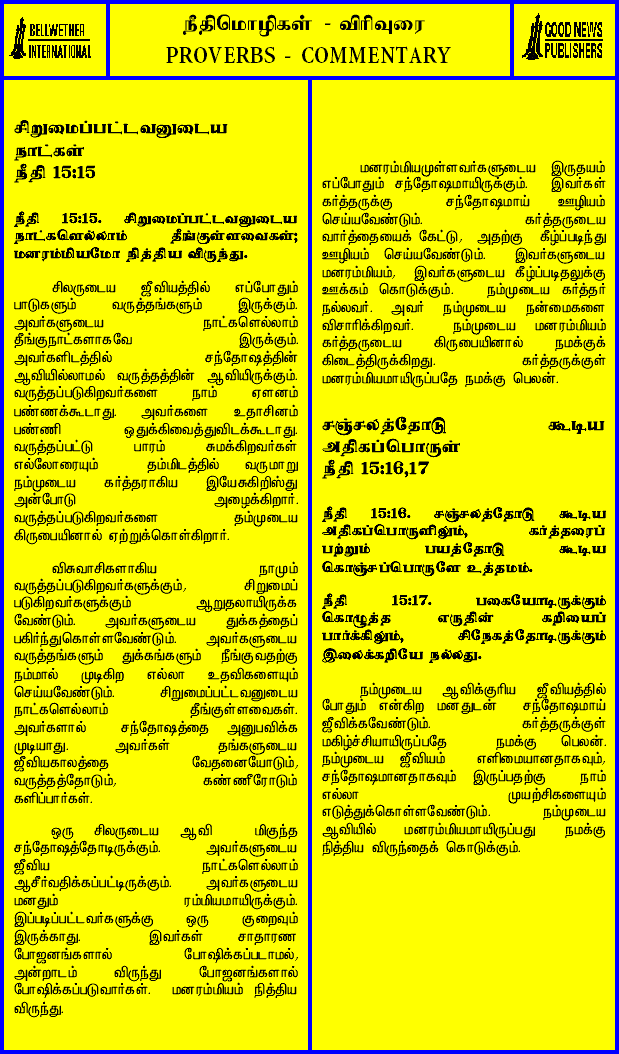 BELLWETHER
INTERNATIONAL
நீதிமொழிகள் - விரிவுரை
PROVERBS - COMMENTARY
GOOD NEWS
PUBLISHERS
சிறுமைப்பட்டவனுடைய
நாட்கள்
நீதி 15:15
நீதி 15:15. சிறுமைப்பட்டவனுடைய
நாட்களெல்லாம் தீங்குள்ளவைகள்;
மனரம்மியமோ நித்திய விருந்து.
சிலருடைய ஜீவியத்தில் எப்போதும்
பாடுகளும் வருத்தங்களும் இருக்கும்.
அவர்களுடைய நாட்களெல்லாம்
தீங்குநாட்களாகவே இருக்கும்.
அவர்களிடத்தில் சந்தோஷத்தின்
ஆவியில்லாமல் வருத்தத்தின் ஆவியிருக்கும்.
வருத்தப்படுகிறவர்களை நாம் ஏளனம்
பண்ணக்கூடாது. அவர்களை உதாசினம்
பண்ணி ஒதுக்கிவைத்துவிடக்கூடாது.
வருத்தப்பட்டு பாரம் சுமக்கிறவர்கள்
எல்லோரையும் தம்மிடத்தில் வருமாறு
நம்முடைய கர்த்தராகிய இயேசுகிறிஸ்து
அன்போடு அழைக்கிறார்.
வருத்தப்படுகிறவர்களை தம்முடைய
கிருபையினால் ஏற்றுக்கொள்கிறார்.
விசுவாசிகளாகிய நாமும்
வருத்தப்படுகிறவர்களுக்கும், சிறுமைப்
படுகிறவர்களுக்கும் ஆறுதலாயிருக்க
வேண்டும். அவர்களுடைய துக்கத்தைப்
பகிர்ந்துகொள்ளவேண்டும். அவர்களுடைய
வருத்தங்களும் துக்கங்களும் நீங்குவதற்கு
நம்மால் முடிகிற எல்லா உதவிகளையும்
செய்யவேண்டும். சிறுமைப்பட்டவனுடைய
நாட்களெல்லாம் தீங்குள்ளவைகள்.
அவர்களால் சந்தோஷத்தை அனுபவிக்க
முடியாது. அவர்கள் தங்களுடைய
ஜீவியகாலத்தை வேதனையோடும்,
வருத்தத்தோடும், கண்ணீரோடும்
களிப்பார்கள்.
ஒரு சிலருடைய ஆவி மிகுந்த
சந்தோஷத்தோடிருக்கும். அவர்களுடைய
ஜீவிய நாட்களெல்லாம்
ஆசீர்வதிக்கப்பட்டிருக்கும். அவர்களுடைய
மனதும் ரம்மியமாயிருக்கும்.
இப்படிப்பட்டவர்களுக்கு ஒரு குறைவும்
இருக்காது. இவர்கள் சாதாரண
போஜனங்களால் போஷிக்கப்படாமல்,
அன்றாடம் விருந்து போஜனங்களால்
போஷிக்கப்படுவார்கள். மனரம்மியம் நித்திய
விருந்து.
மனரம்மியமுள்ளவர்களுடைய இருதயம்
எப்போதும் சந்தோஷமாயிருக்கும். இவர்கள்
கர்த்தருக்கு சந்தோஷமாய் ஊழியம்
செய்யவேண்டும். கர்த்தருடைய
வார்த்தையைக் கேட்டு, அதற்கு கீழ்ப்படிந்து
ஊழியம் செய்யவேண்டும். இவர்களுடைய
மனரம்மியம், இவர்களுடைய கீழ்ப்படிதலுக்கு
ஊக்கம் கொடுக்கும். நம்முடைய கர்த்தர்
நல்லவர். அவர் நம்முடைய நன்மைகளை
விசாரிக்கிறவர். நம்முடைய மனரம்மியம்
கர்த்தருடைய கிருபையினால் நமக்குக்
கிடைத்திருக்கிறது. கர்த்தருக்குள்
மனரம்மியமாயிருப்பதே நமக்கு பெலன்.
சஞ்சலத்தோடு கூடிய
அதிகப்பொருள்
நீதி 15:16,17
நீதி 15:16. சஞ்சலத்தோடு கூடிய
அதிகப்பொருளிலும், கர்த்தரைப்
பற்றும் பயத்தோடு கூடிய
கொஞ்சப்பொருளே உத்தமம்.
நீதி 15:17. பகையோடிருக்கும்
கொழுத்த எருதின் கறியைப்
பார்க்கிலும், சிநேகத்தோடிருக்கும்
இலைக்கறியே நல்லது.
நம்முடைய ஆவிக்குரிய ஜீவியத்தில்
போதும் என்கிற மனதுடன் சந்தோஷமாய்
ஜீவிக்கவேண்டும். கர்த்தருக்குள்
மகிழ்ச்சியாயிருப்பதே நமக்கு பெலன்.
நம்முடைய ஜீவியம் எளிமையானதாகவும்,
சந்தோஷமானதாகவும் இருப்பதற்கு நாம்
எல்லா முயற்சிகளையும்
எடுத்துக்கொள்ளவேண்டும். நம்முடைய
ஆவியில் மனரம்மியமாயிருப்பது நமக்கு
நித்திய விருந்தைக் கொடுக்கும்.